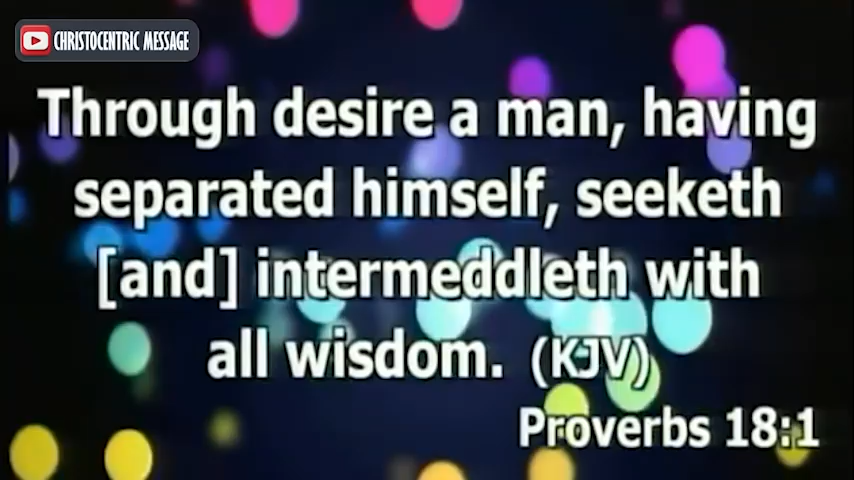 CHRISTOCENTRIC MESSAGE
Through desire a man, having
separated himself, seeketh
[and] intermeddleth with
all wisdom. (KJV)
Proverbs 18:1